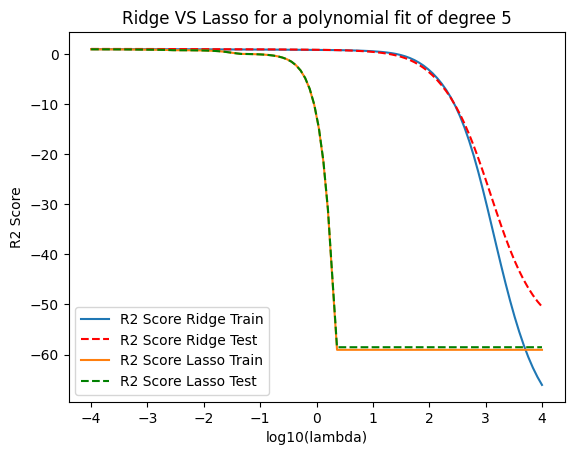 Ridge VS Lasso for a polynomial fit of degree 5
R2 Score
0
−10
−20
−30
−40
−50
−60
R2 Score Ridge Train
R2 Score Ridge Test
R2 Score Lasso Train
R2 Score Lasso Test
−4 −3 −2 −1 0 1 2 3 4
log10(lambda)